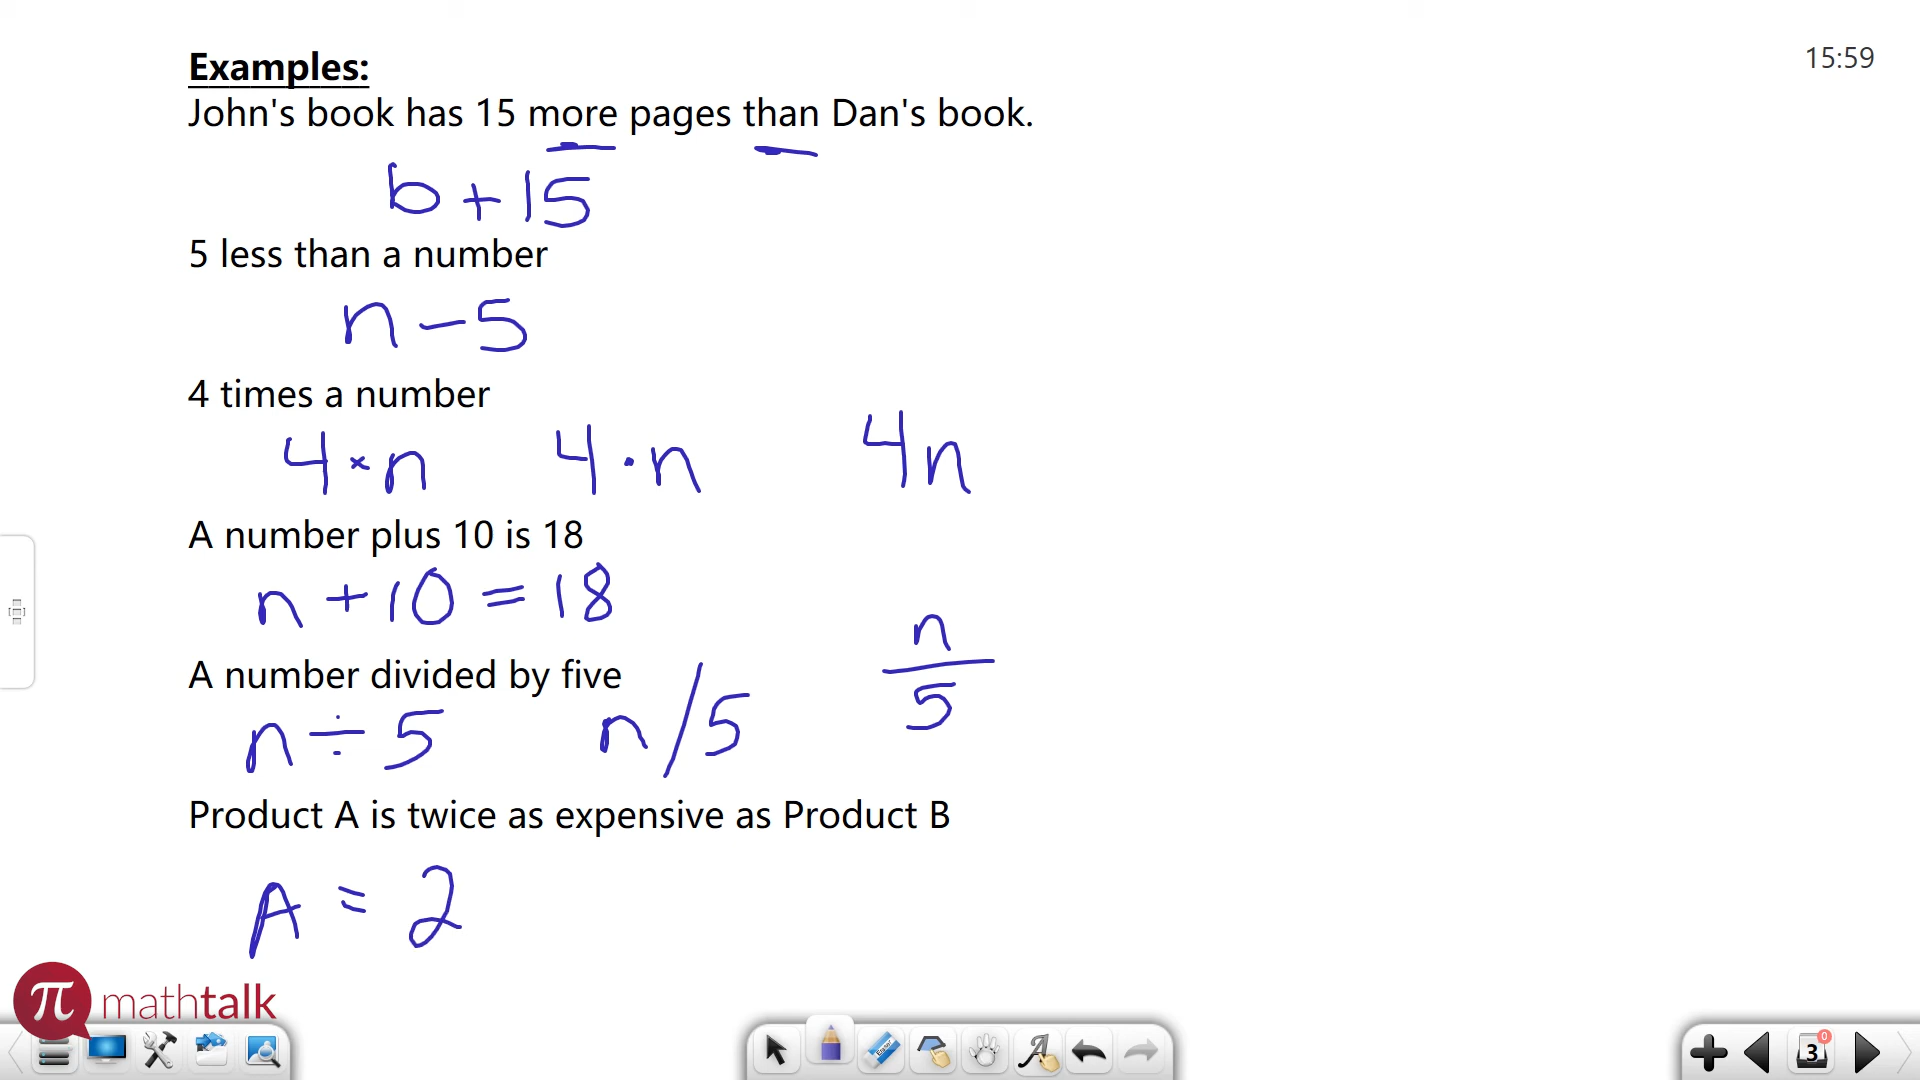 15:59
Examples:
John's book has 15 more pages than Dan's book.
b + 15
5 less than a number
n - 5
4 times a number
4 × n   4 · n   4n
A number plus 10 is 18
n + 10 = 18
A number divided by five
n ÷ 5   n / 5   n/5
Product A is twice as expensive as Product B
A = 2
π mathtalk
Eraser
A
3
0